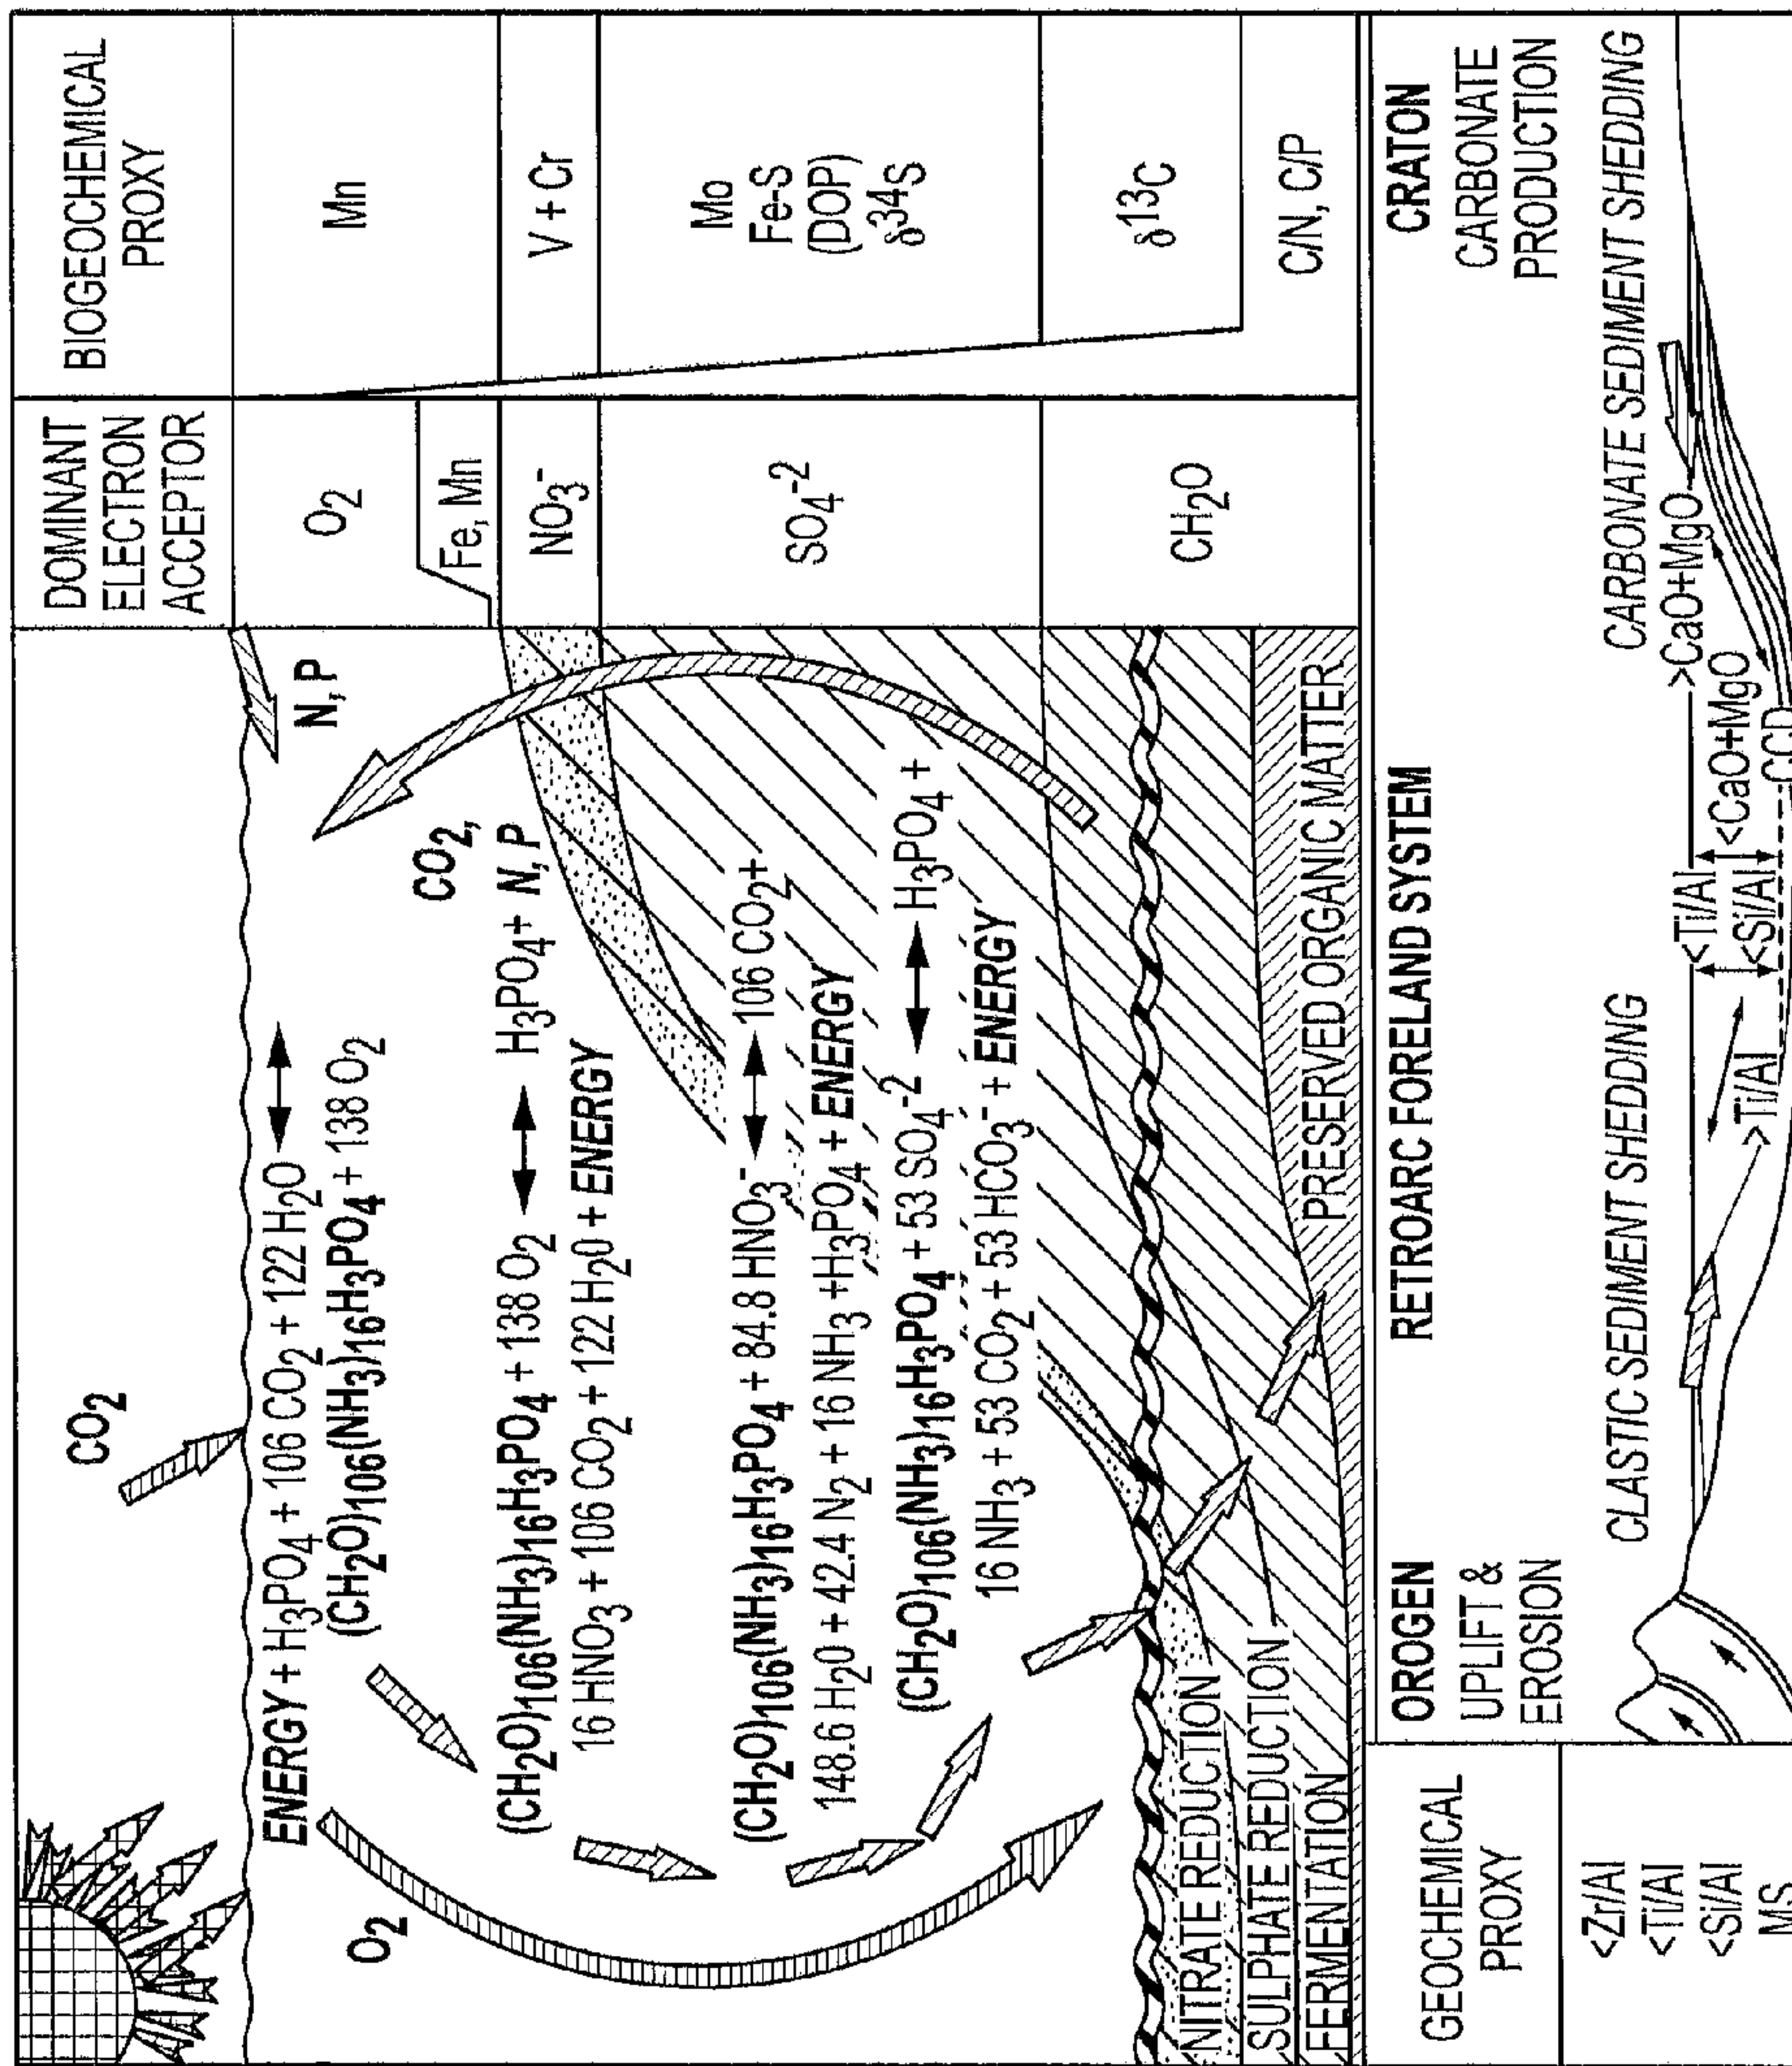 DOMINANT
ELECTRON
ACCEPTOR
BIOGEOCHEMICAL
PROXY
CO₂
N, P
O₂
Mn
ENERGY + H₃PO₄ + 106 CO₂ + 122 H₂O ↔
(CH₂O)₁₀₆(NH₃)₁₆H₃PO₄ + 138 O₂
O₂
CO₂,
Fe, Mn
(CH₂O)₁₀₆(NH₃)₁₆H₃PO₄ + 138 O₂ ↔ H₃PO₄+ N, P
16 HNO₃ + 106 CO₂ + 122 H₂0 + ENERGY
NO₃⁻
V + Cr
(CH₂O)₁₀₆(NH₃)₁₆H₃PO₄ + 84.8 HNO₃⁻ ↔ 106 CO₂+
148.6 H₂0 + 42.4 N₂ + 16 NH₃ +H₃PO₄ + ENERGY
(CH₂O)₁₀₆(NH₃)₁₆H₃PO₄ + 53 SO₄⁻² ↔ H₃PO₄ +
16 NH₃ + 53 CO₂ + 53 HCO₃⁻ + ENERGY
SO₄⁻²
Mo
Fe-S
(DOP)
δ³⁴S
NITRATE REDUCTION
SULPHATE REDUCTION
FERMENTATION
PRESERVED ORGANIC MATTER
CH₂O
δ¹³C
C/N, C/P
GEOCHEMICAL
PROXY
<Zr/Al
<Ti/Al
<Si/Al
MS
OROGEN
UPLIFT &
EROSION
RETROARC FORELAND SYSTEM
CRATON
CARBONATE
PRODUCTION
CLASTIC SEDIMENT SHEDDING
CARBONATE SEDIMENT SHEDDING
<Ti/Al
>CaO+MgO
>Ti/Al
<Si/Al
<CaO+MgO
CCD